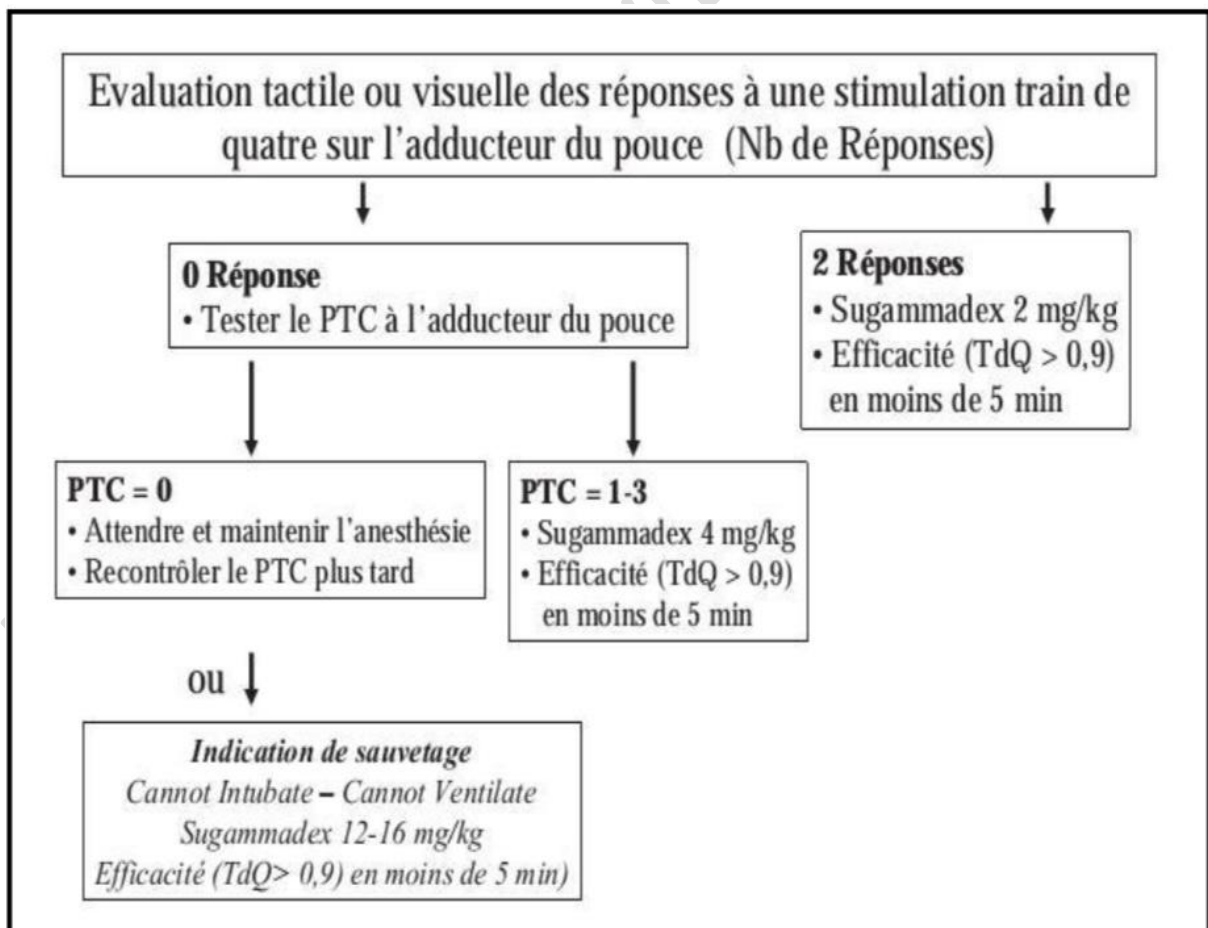 Evaluation tactile ou visuelle des réponses à une stimulation train de
quatre sur l'adducteur du pouce (Nb de Réponses)
0 Réponse
• Tester le PTC à l'adducteur du pouce
2 Réponses
• Sugammadex 2 mg/kg
• Efficacité (TdQ > 0,9)
en moins de 5 min
PTC = 0
• Attendre et maintenir l'anesthésie
• Recontrôler le PTC plus tard
PTC = 1-3
• Sugammadex 4 mg/kg
• Efficacité (TdQ > 0,9)
en moins de 5 min
ou
Indication de sauvetage
Cannot Intubate – Cannot Ventilate
Sugammadex 12-16 mg/kg
Efficacité (TdQ> 0,9) en moins de 5 min)